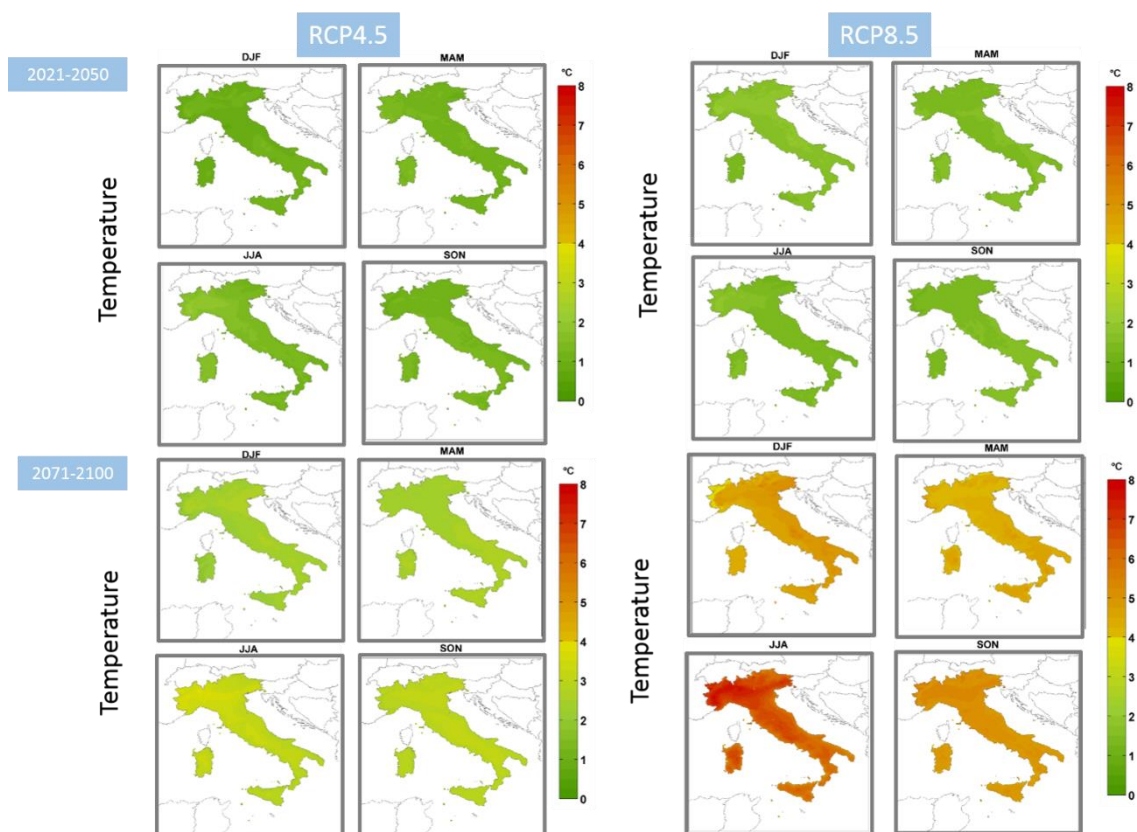 RCP4.5
RCP8.5
2021-2050
DJF
MAM
°C
8
7
6
5
4
3
2
1
0
Temperature
JJA
SON
DJF
MAM
°C
8
7
6
5
4
3
2
1
0
Temperature
JJA
SON
2071-2100
DJF
MAM
°C
8
7
6
5
4
3
2
1
0
Temperature
JJA
SON
DJF
MAM
°C
8
7
6
5
4
3
2
1
0
Temperature
JJA
SON